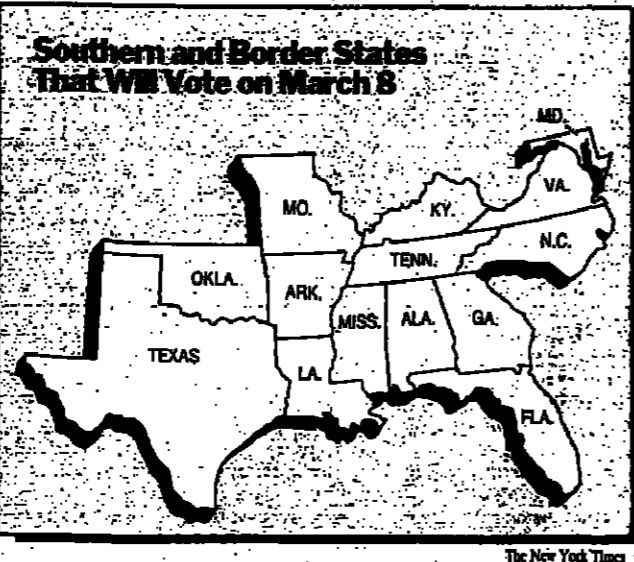 Southern and Border States
That Will Vote on March 8
MD.
VA.
MO.
KY.
N.C.
TENN.
OKLA.
ARK.
MISS.
ALA.
GA.
TEXAS
LA.
FLA.
The New York Times